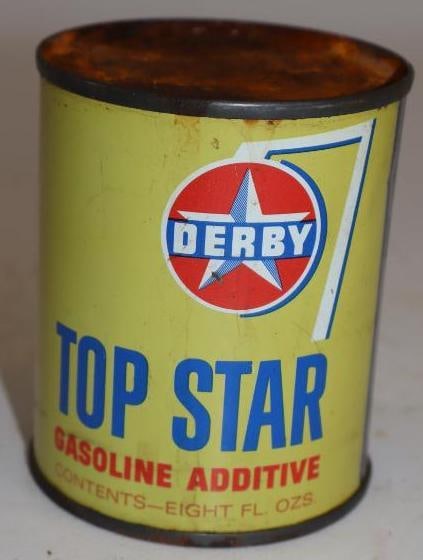 DERBY
TOP STAR
GASOLINE ADDITIVE
CONTENTS—EIGHT FL. OZS.